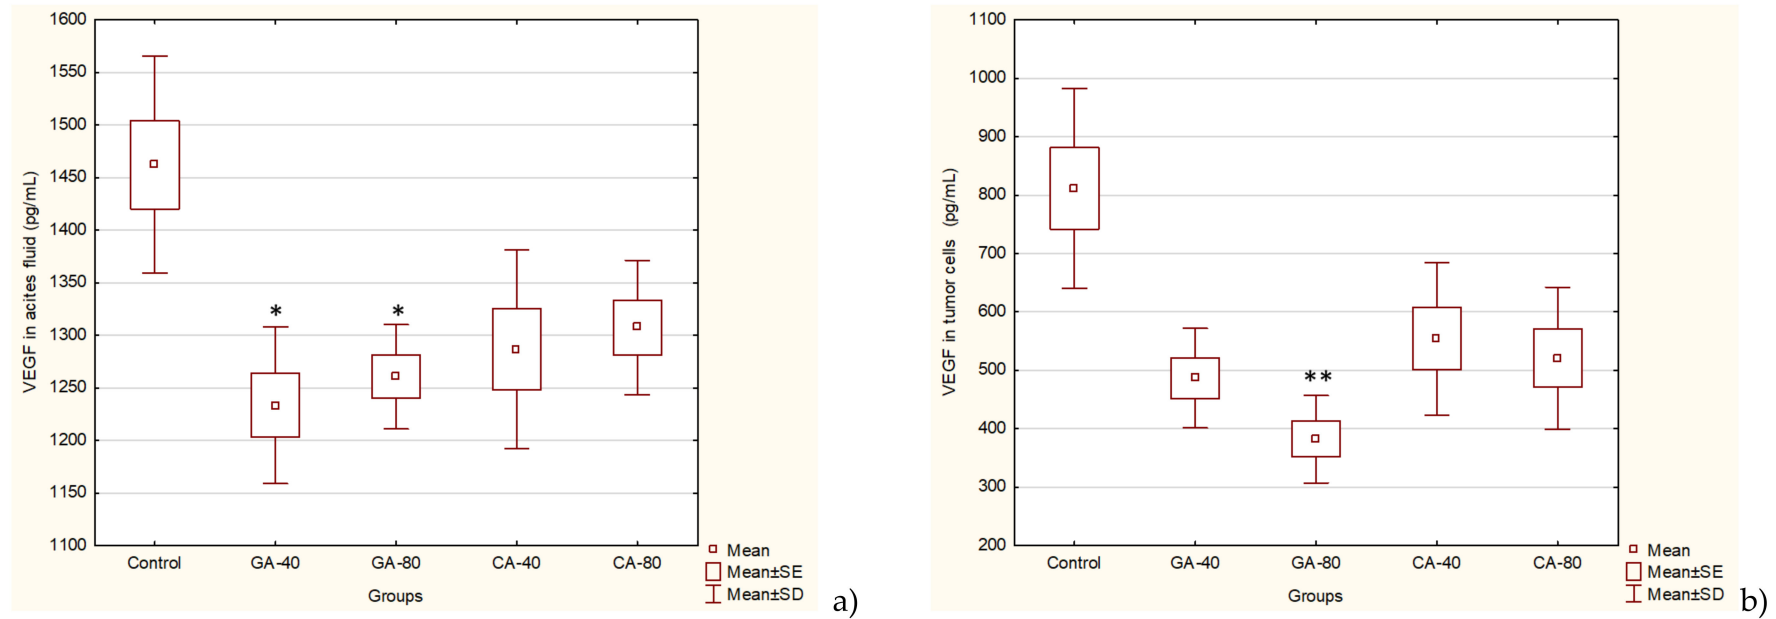 1600
1550
1500
1450
1400
1350
1300
1250
1200
1150
1100
VEGF in acites fluid (pg/mL)
*
*
Control GA-40 GA-80 CA-40 CA-80
Groups
Mean
Mean±SE
Mean±SD
a)
1100
1000
900
800
700
600
500
400
300
200
VEGF in tumor cells (pg/mL)
**
Control GA-40 GA-80 CA-40 CA-80
Groups
Mean
Mean±SE
Mean±SD
b)